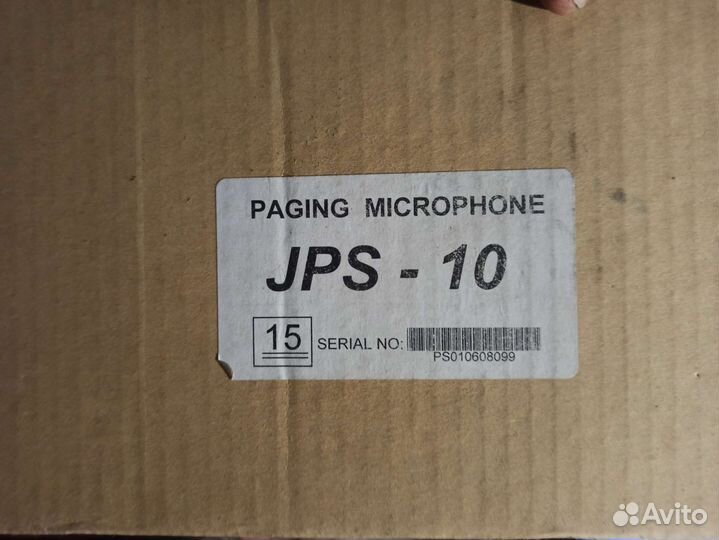 PAGING MICROPHONE
JPS - 10
15 SERIAL NO:
PS010608099
Avito